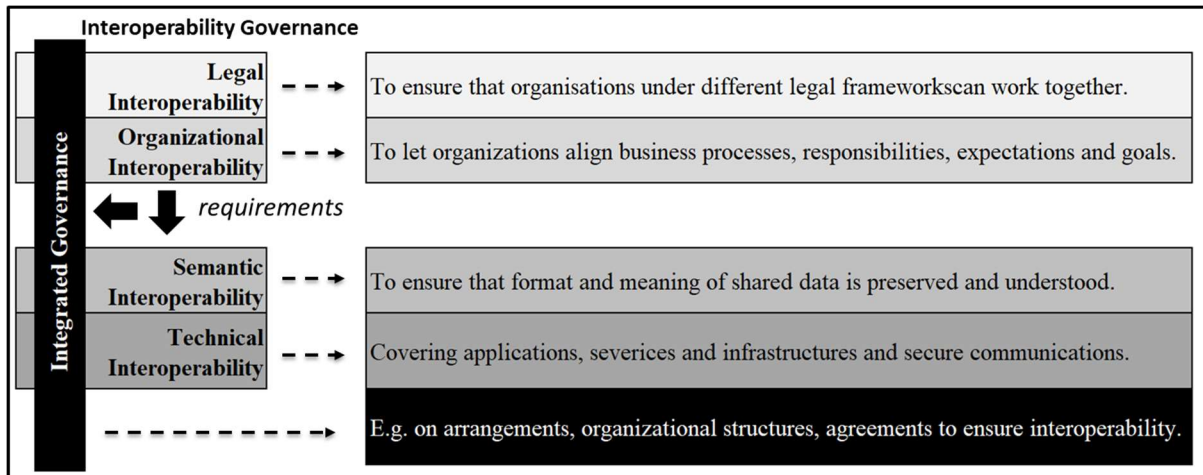 Interoperability Governance
Integrated Governance
Legal
Interoperability
To ensure that organisations under different legal frameworkscan work together.
Organizational
Interoperability
To let organizations align business processes, responsibilities, expectations and goals.
requirements
Semantic
Interoperability
To ensure that format and meaning of shared data is preserved and understood.
Technical
Interoperability
Covering applications, severices and infrastructures and secure communications.
E.g. on arrangements, organizational structures, agreements to ensure interoperability.